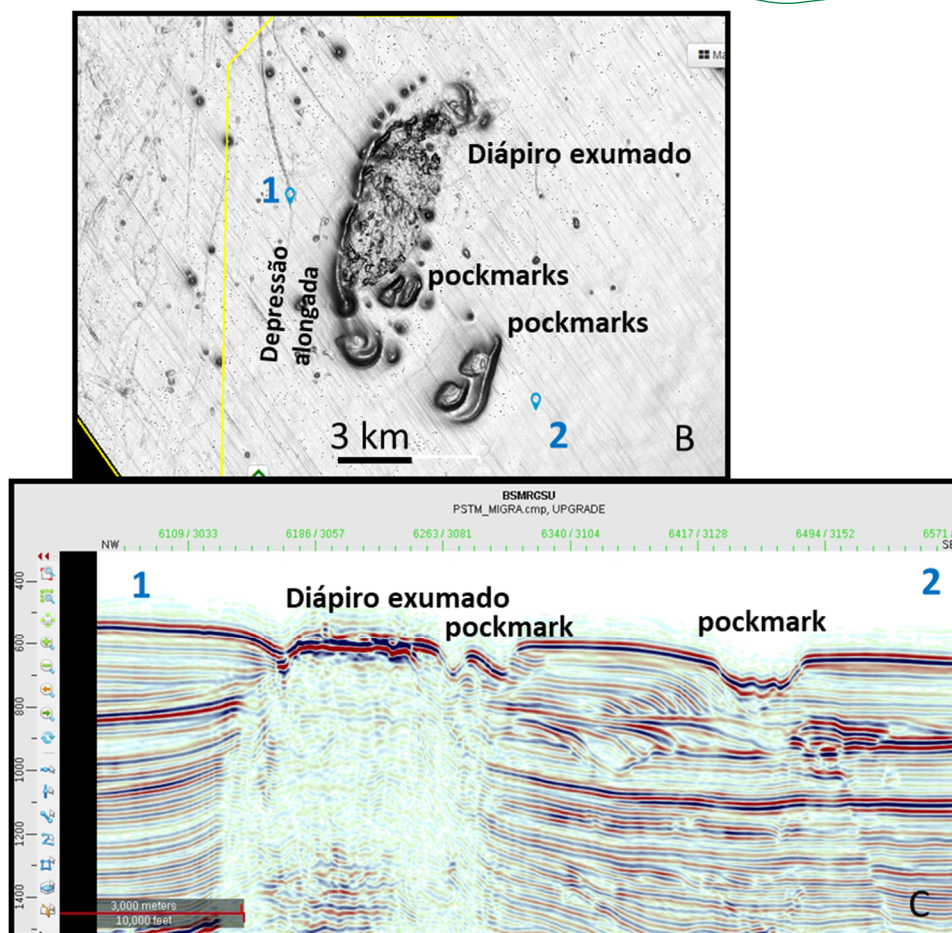 Ma
Diápiro exumado
1
Depressão
alongada
pockmarks
pockmarks
3 km
2
B
BSMRGSU
PSTM_MIGRA.cmp, UPGRADE
6109 / 3033
6186 / 3057
6263 / 3081
6340 / 3104
6417 / 3128
6494 / 3152
6571
NW
SE
1
2
Diápiro exumado
pockmark
pockmark
400
600
800
1000
1200
1400
3,000 meters
10,000 feet
C